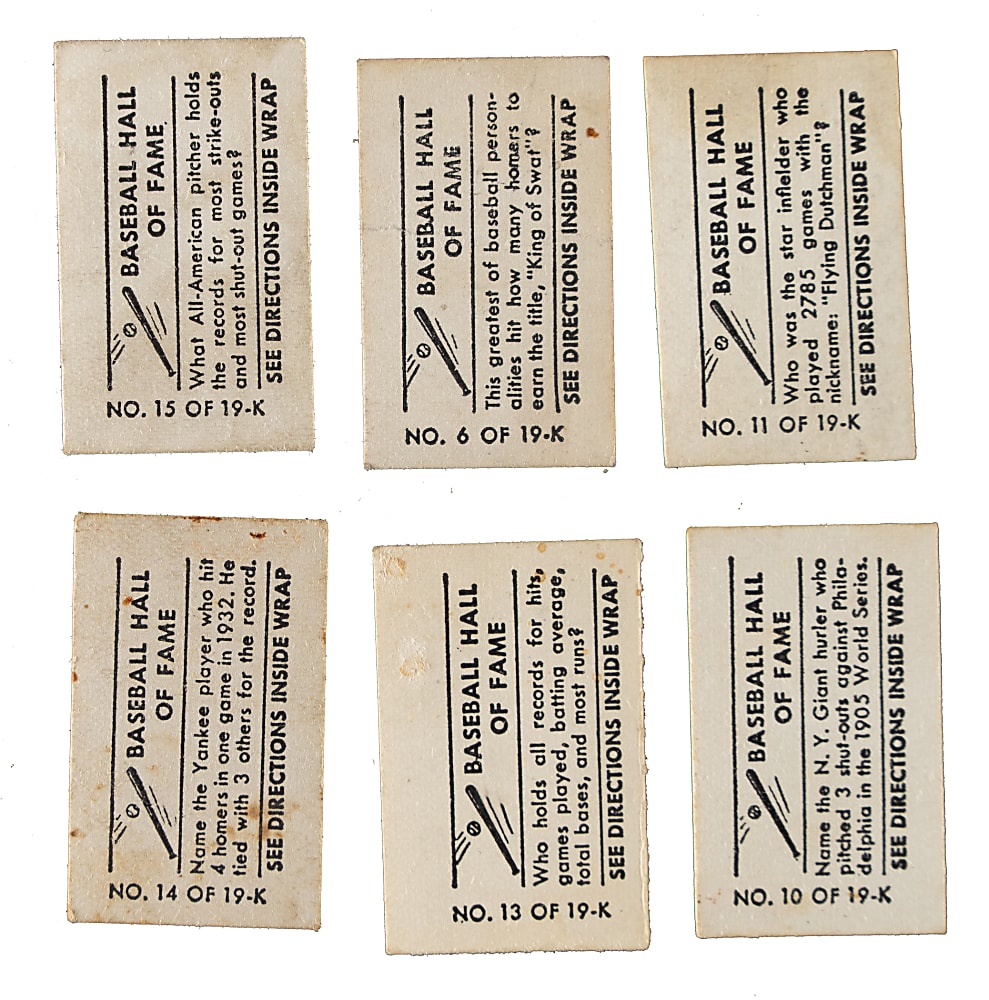 BASEBALL HALL
OF FAME
What All-American pitcher holds
the records for most strike-outs
and most shut-out games?
SEE DIRECTIONS INSIDE WRAP
NO. 15 OF 19-K
BASEBALL HALL
OF FAME
This greatest of baseball person-
alities hit how many homers to
earn the title, "King of Swat"?
SEE DIRECTIONS INSIDE WRAP
NO. 6 OF 19-K
BASEBALL HALL
OF FAME
Who was the star infielder who
played 2785 games with the
nickname: "Flying Dutchman"?
SEE DIRECTIONS INSIDE WRAP
NO. 11 OF 19-K
BASEBALL HALL
OF FAME
Name the Yankee player who hit
4 homers in one game in 1932. He
tied with 3 others for the record.
SEE DIRECTIONS INSIDE WRAP
NO. 14 OF 19-K
BASEBALL HALL
OF FAME
Who holds all records for hits,
games played, batting average,
total bases, and most runs?
SEE DIRECTIONS INSIDE WRAP
NO. 13 OF 19-K
BASEBALL HALL
OF FAME
Name the N. Y. Giant hurler who
pitched 3 shut-outs against Phila-
delphia in the 1905 World Series.
SEE DIRECTIONS INSIDE WRAP
NO. 10 OF 19-K